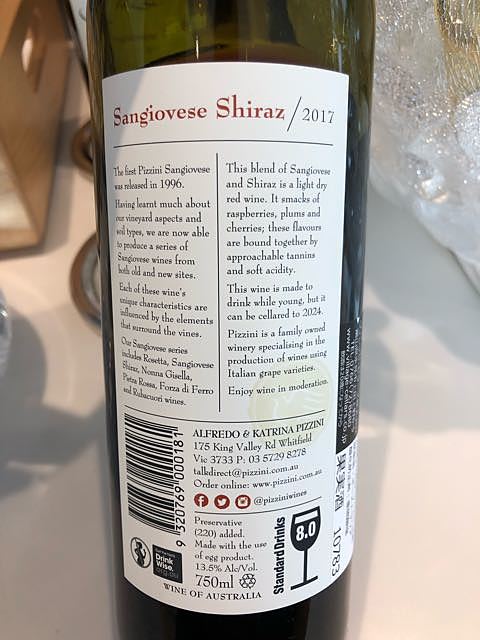 Sangiovese Shiraz / 2017
The first Pizzini Sangiovese
was released in 1996.
Having learnt much about
our vineyard aspects and
soil types, we are now able
to produce a series of
Sangiovese wines from
both old and new sites.
Each of these wine's
unique characteristics are
influenced by the elements
that surround the vines.
Our Sangiovese series
includes Rosetta, Sangiovese
Shiraz, Nonna Gisella,
Pietra Rossa, Forza di Ferro
and Rubacuori wines.
This blend of Sangiovese
and Shiraz is a light dry
red wine. It smacks of
raspberries, plums and
cherries; these flavours
are bound together by
approachable tannins
and soft acidity.
This wine is made to
drink while young, but it
can be cellared to 2024.
Pizzini is a family owned
winery specialising in the
production of wines using
Italian grape varieties.
Enjoy wine in moderation.
9 320769 000181
ALFREDO & KATRINA PIZZINI
175 King Valley Rd Whitfield
Vic 3733 P: 03 5729 8278
talkdirect@pizzini.com.au
Order online: www.pizzini.com.au
@pizziniwines
Preservative
(220) added.
Made with the use
of egg product.
13.5% Alc/Vol.
750ml
WINE OF AUSTRALIA
Drink
Wise.
Standard Drinks
8.0
10783